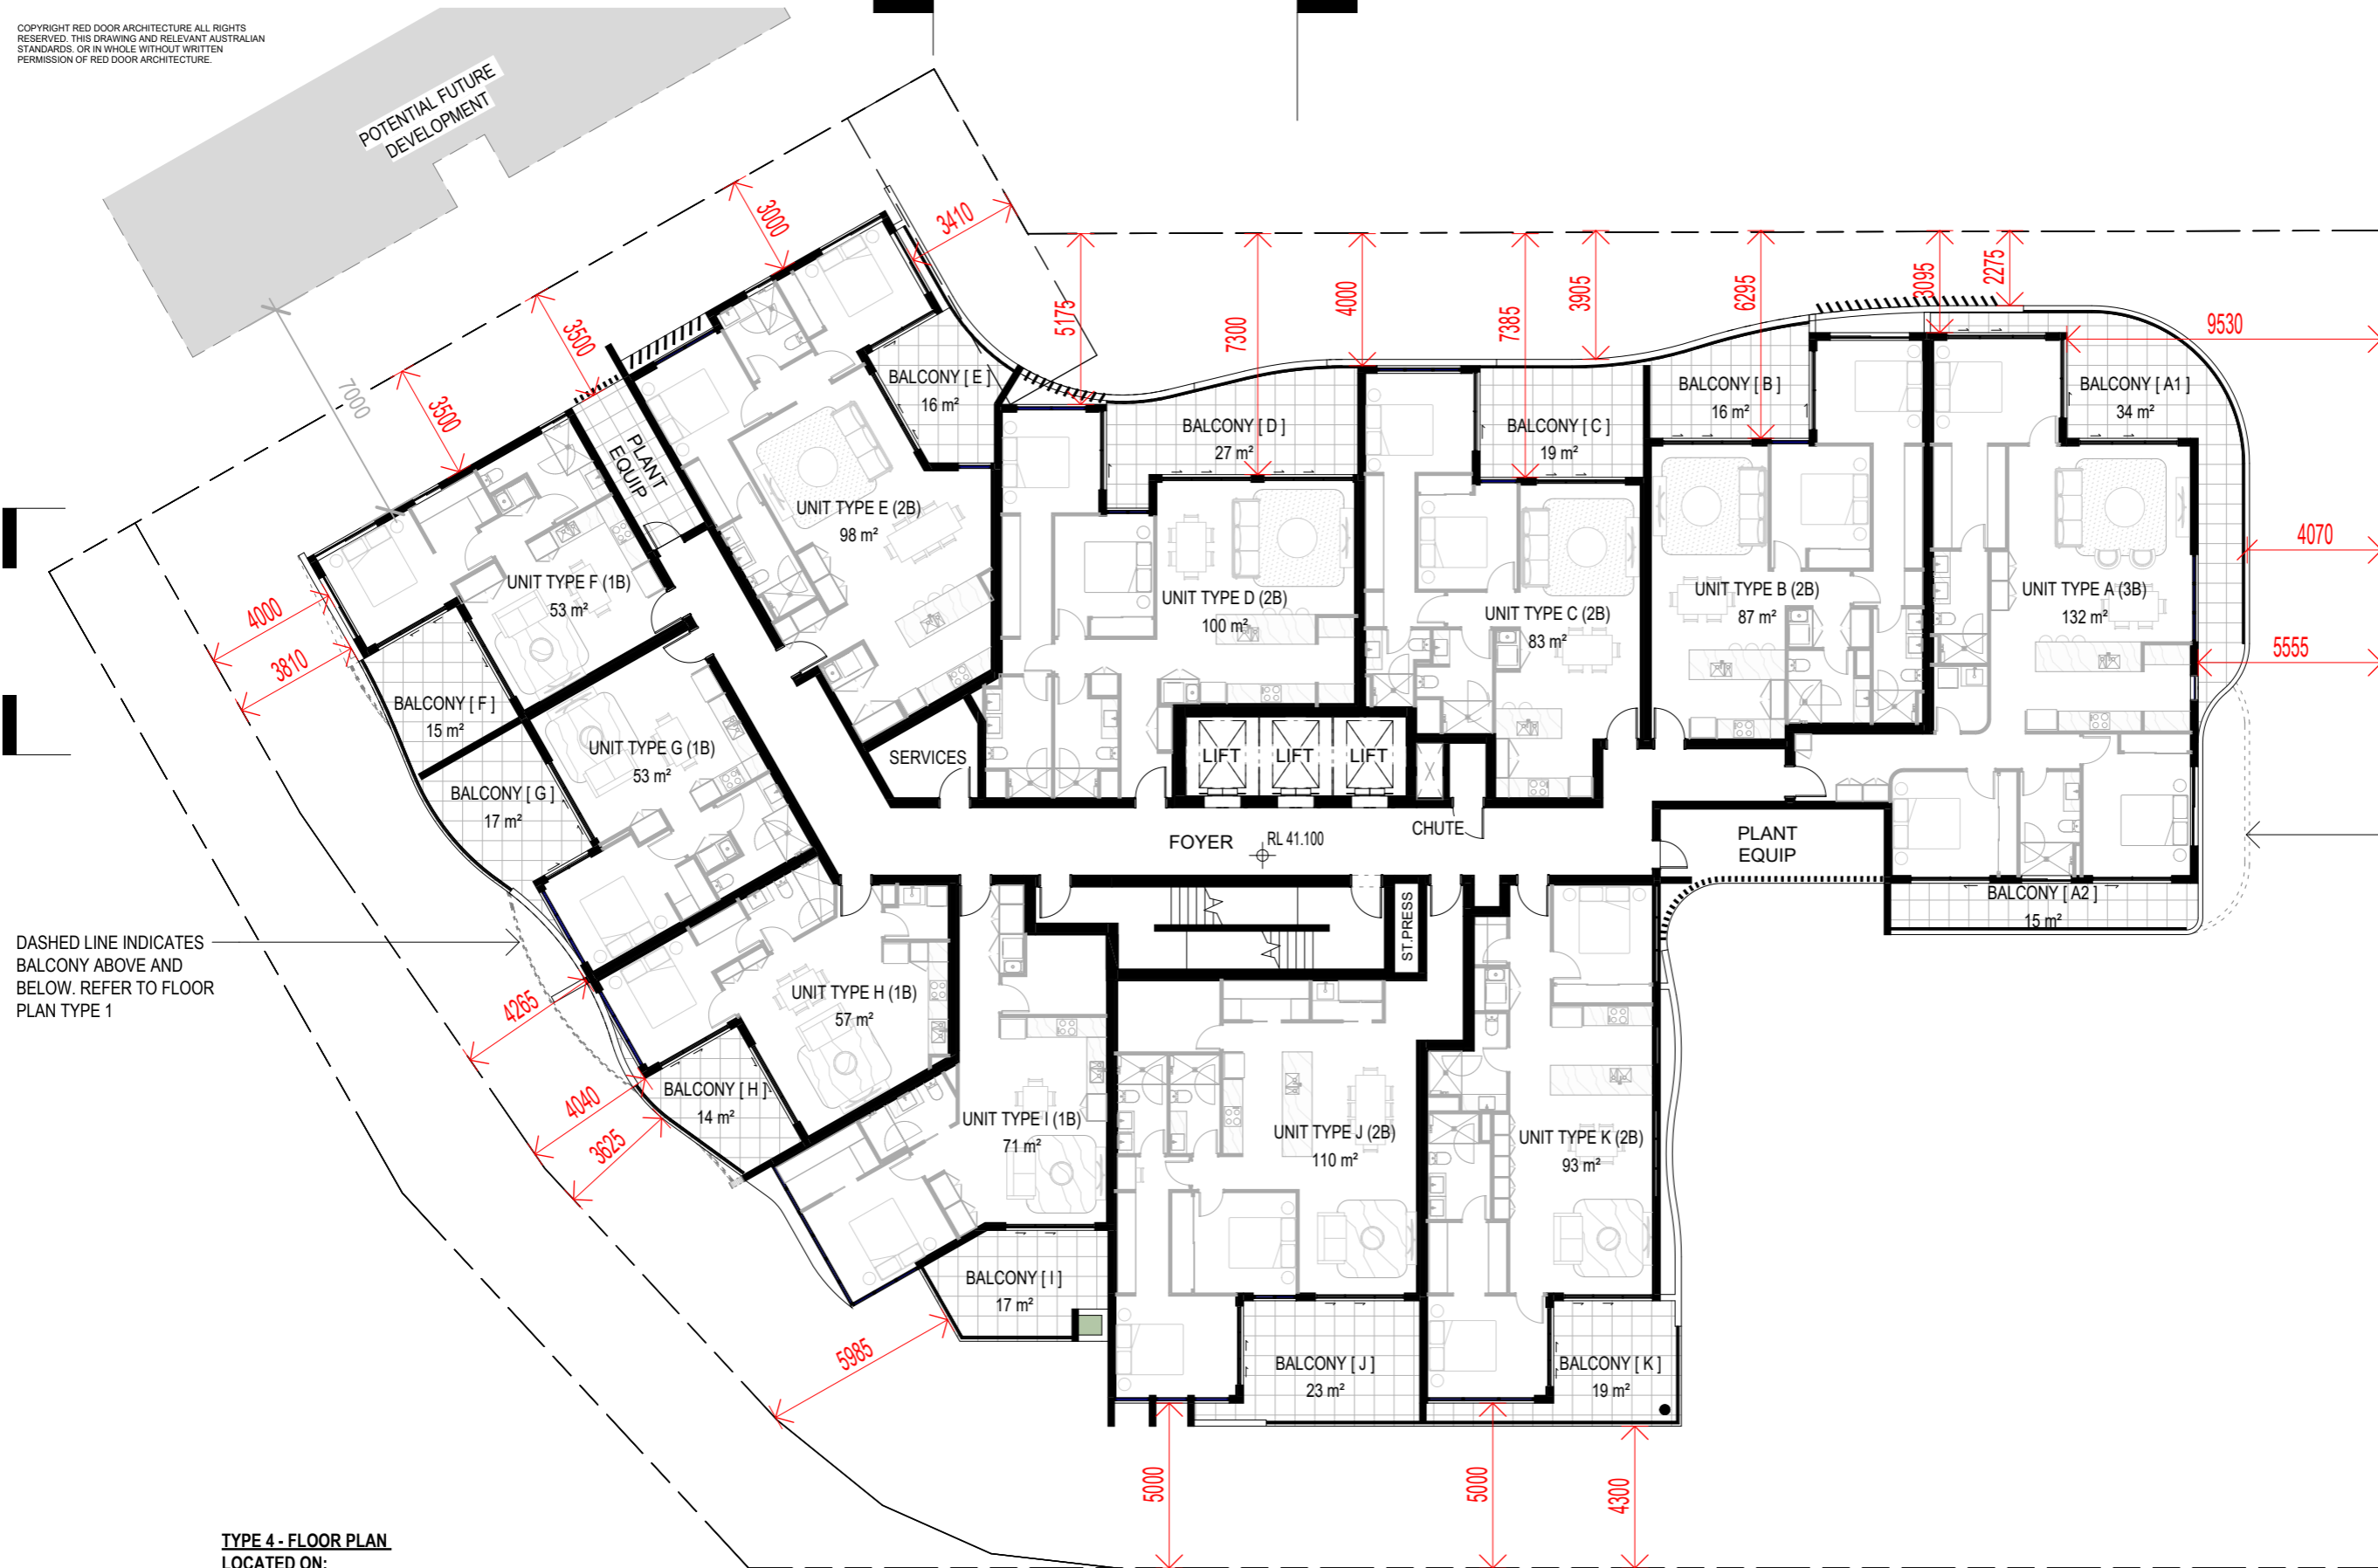 COPYRIGHT RED DOOR ARCHITECTURE ALL RIGHTS
RESERVED. THIS DRAWING AND RELEVANT AUSTRALIAN
STANDARDS. OR IN WHOLE WITHOUT WRITTEN
PERMISSION OF RED DOOR ARCHITECTURE.
POTENTIAL FUTURE
DEVELOPMENT
3000
3410
3500
3500
7000
5175
7300
4000
7385
3905
6295
3095
2275
9530
4070
5555
BALCONY [ E ]
16 m²
BALCONY [ D ]
27 m²
BALCONY [ C ]
19 m²
BALCONY [ B ]
16 m²
BALCONY [ A1 ]
34 m²
PLANT
EQUIP
UNIT TYPE E (2B)
98 m²
UNIT TYPE F (1B)
53 m²
UNIT TYPE D (2B)
100 m²
UNIT TYPE C (2B)
83 m²
UNIT TYPE B (2B)
87 m²
UNIT TYPE A (3B)
132 m²
4000
3810
BALCONY [ F ]
15 m²
UNIT TYPE G (1B)
53 m²
BALCONY [ G ]
17 m²
SERVICES
LIFT
LIFT
LIFT
FOYER
RL 41.100
CHUTE
PLANT
EQUIP
BALCONY [ A2 ]
15 m²
ST.PRESS
DASHED LINE INDICATES
BALCONY ABOVE AND
BELOW. REFER TO FLOOR
PLAN TYPE 1
4265
4040
3625
5985
UNIT TYPE H (1B)
57 m²
BALCONY [ H ]
14 m²
UNIT TYPE I (1B)
71 m²
UNIT TYPE J (2B)
110 m²
UNIT TYPE K (2B)
93 m²
BALCONY [ I ]
17 m²
BALCONY [ J ]
23 m²
BALCONY [ K ]
19 m²
5000
5000
4300
TYPE 4 - FLOOR PLAN
LOCATED ON: